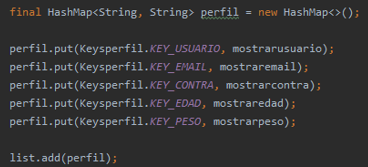 final HashMap<String, String> perfil = new HashMap<>();
perfil.put(Keysperfil.KEY_USUARIO, mostrarusuario);
perfil.put(Keysperfil.KEY_EMAIL, mostraremail);
perfil.put(Keysperfil.KEY_CONTRA, mostrarcontra);
perfil.put(Keysperfil.KEY_EDAD, mostraredad);
perfil.put(Keysperfil.KEY_PESO, mostrarpeso);
list.add(perfil);